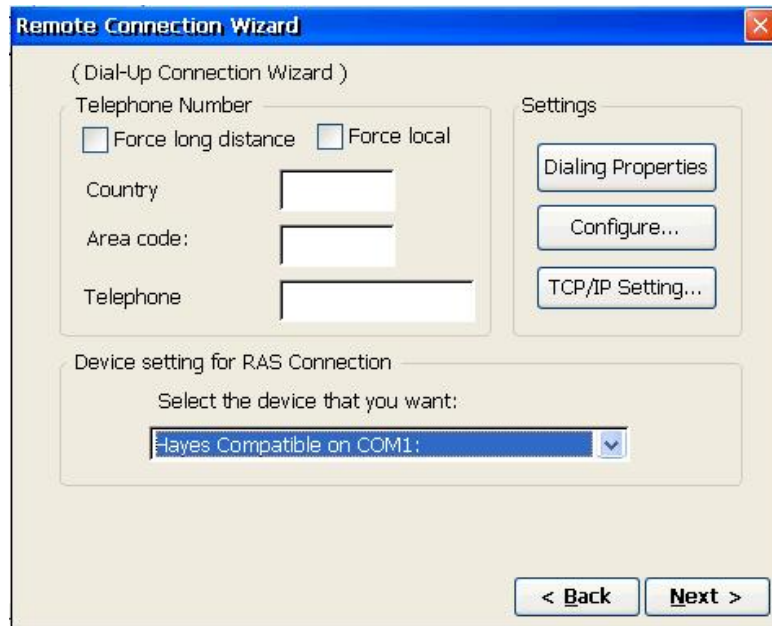 Remote Connection Wizard
( Dial-Up Connection Wizard )
Telephone Number
Force long distance
Force local
Country
Area code:
Telephone
Settings
Dialing Properties
Configure...
TCP/IP Setting...
Device setting for RAS Connection
Select the device that you want:
Hayes Compatible on COM1:
< Back
Next >